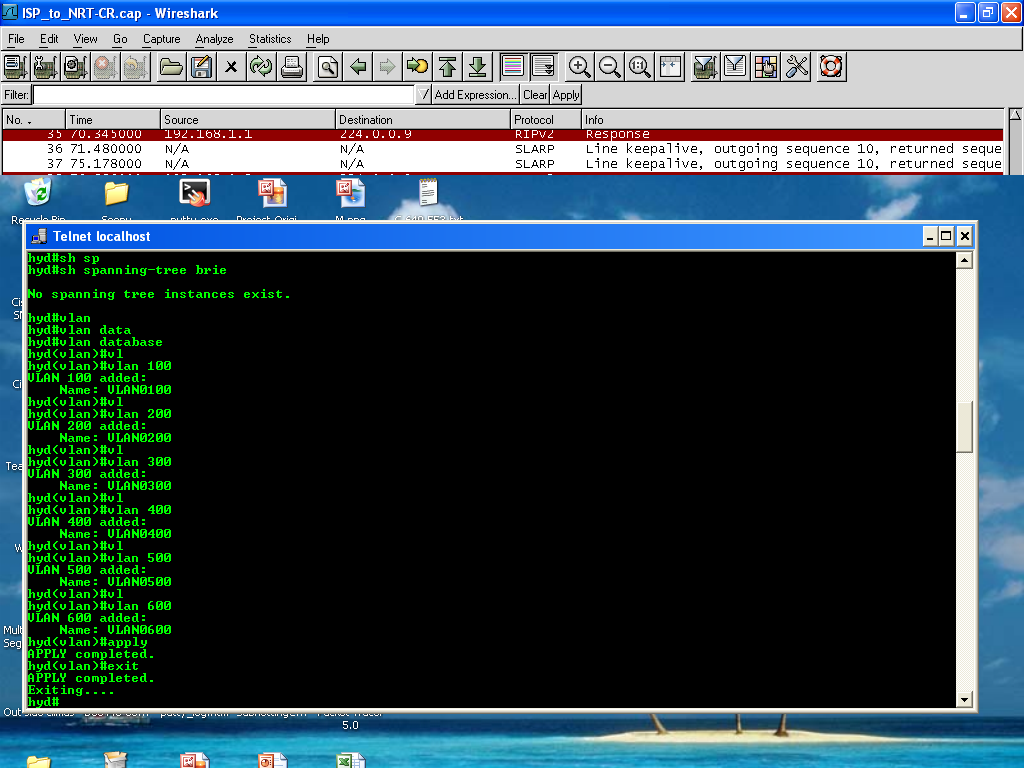 ISP_to_NRT-CR.cap - Wireshark
File Edit View Go Capture Analyze Statistics Help
Filter: Add Expression... Clear Apply
No. . Time Source Destination Protocol Info
35 70.345000 192.168.1.1 224.0.0.9 RIPv2 Response
36 71.480000 N/A N/A SLARP Line keepalive, outgoing sequence 10, returned seque
37 75.178000 N/A N/A SLARP Line keepalive, outgoing sequence 10, returned seque
Recycle Bin putty.exe Project Origi
Telnet localhost
hyd#sh sp
hyd#sh spanning-tree brie
No spanning tree instances exist.
hyd#vlan
hyd#vlan data
hyd#vlan database
hyd(vlan)#vl
hyd(vlan)#vlan 100
VLAN 100 added:
Name: VLAN0100
hyd(vlan)#vl
hyd(vlan)#vlan 200
VLAN 200 added:
Name: VLAN0200
hyd(vlan)#vl
hyd(vlan)#vlan 300
VLAN 300 added:
Name: VLAN0300
hyd(vlan)#vl
hyd(vlan)#vlan 400
VLAN 400 added:
Name: VLAN0400
hyd(vlan)#vl
hyd(vlan)#vlan 500
VLAN 500 added:
Name: VLAN0500
hyd(vlan)#vl
hyd(vlan)#vlan 600
VLAN 600 added:
Name: VLAN0600
hyd(vlan)#apply
APPLY completed.
hyd(vlan)#exit
APPLY completed.
Exiting....
hyd#
5.0